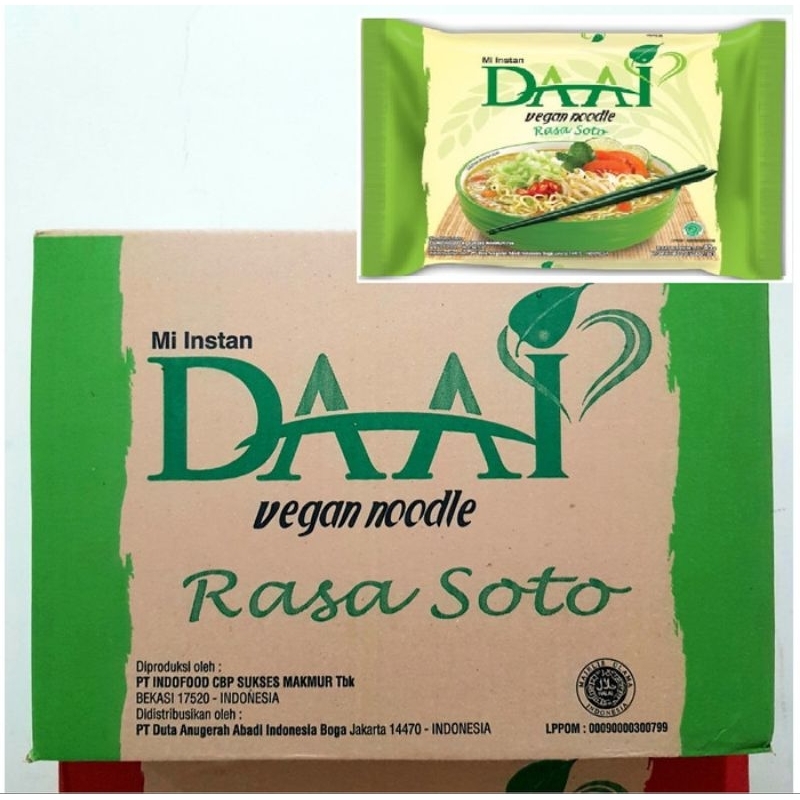 Mi Instan
DAAI
vegan noodle
Rasa Soto
Mi Instan
DAAI
vegan noodle
Rasa Soto
Diproduksi oleh :
PT INDOFOOD CBP SUKSES MAKMUR Tbk
BEKASI 17520 - INDONESIA
Didistribusikan oleh :
PT Duta Anugerah Abadi Indonesia Boga Jakarta 14470 - INDONESIA
MAJELIS ULAMA
HALAL
INDONESIA
LPPOM : 00090000300799